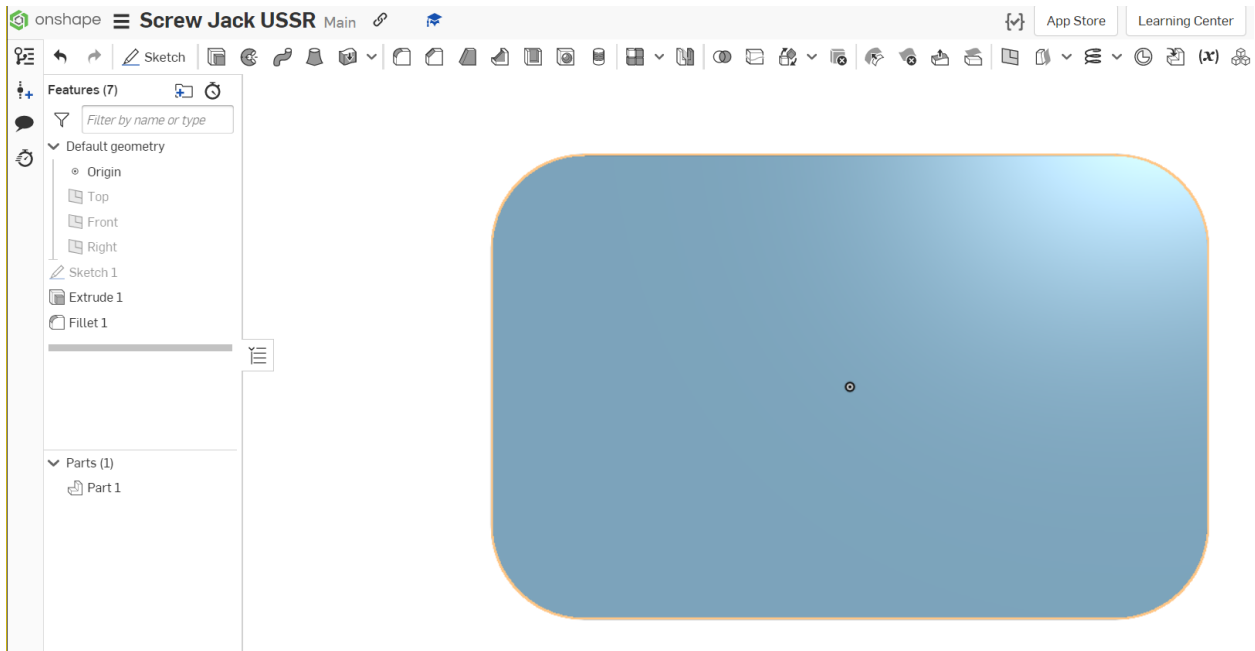 onshape Screw Jack USSR Main App Store Learning Center
Sketch (x)
Features (7)
Filter by name or type
Default geometry
Origin
Top
Front
Right
Sketch 1
Extrude 1
Fillet 1
Parts (1)
Part 1